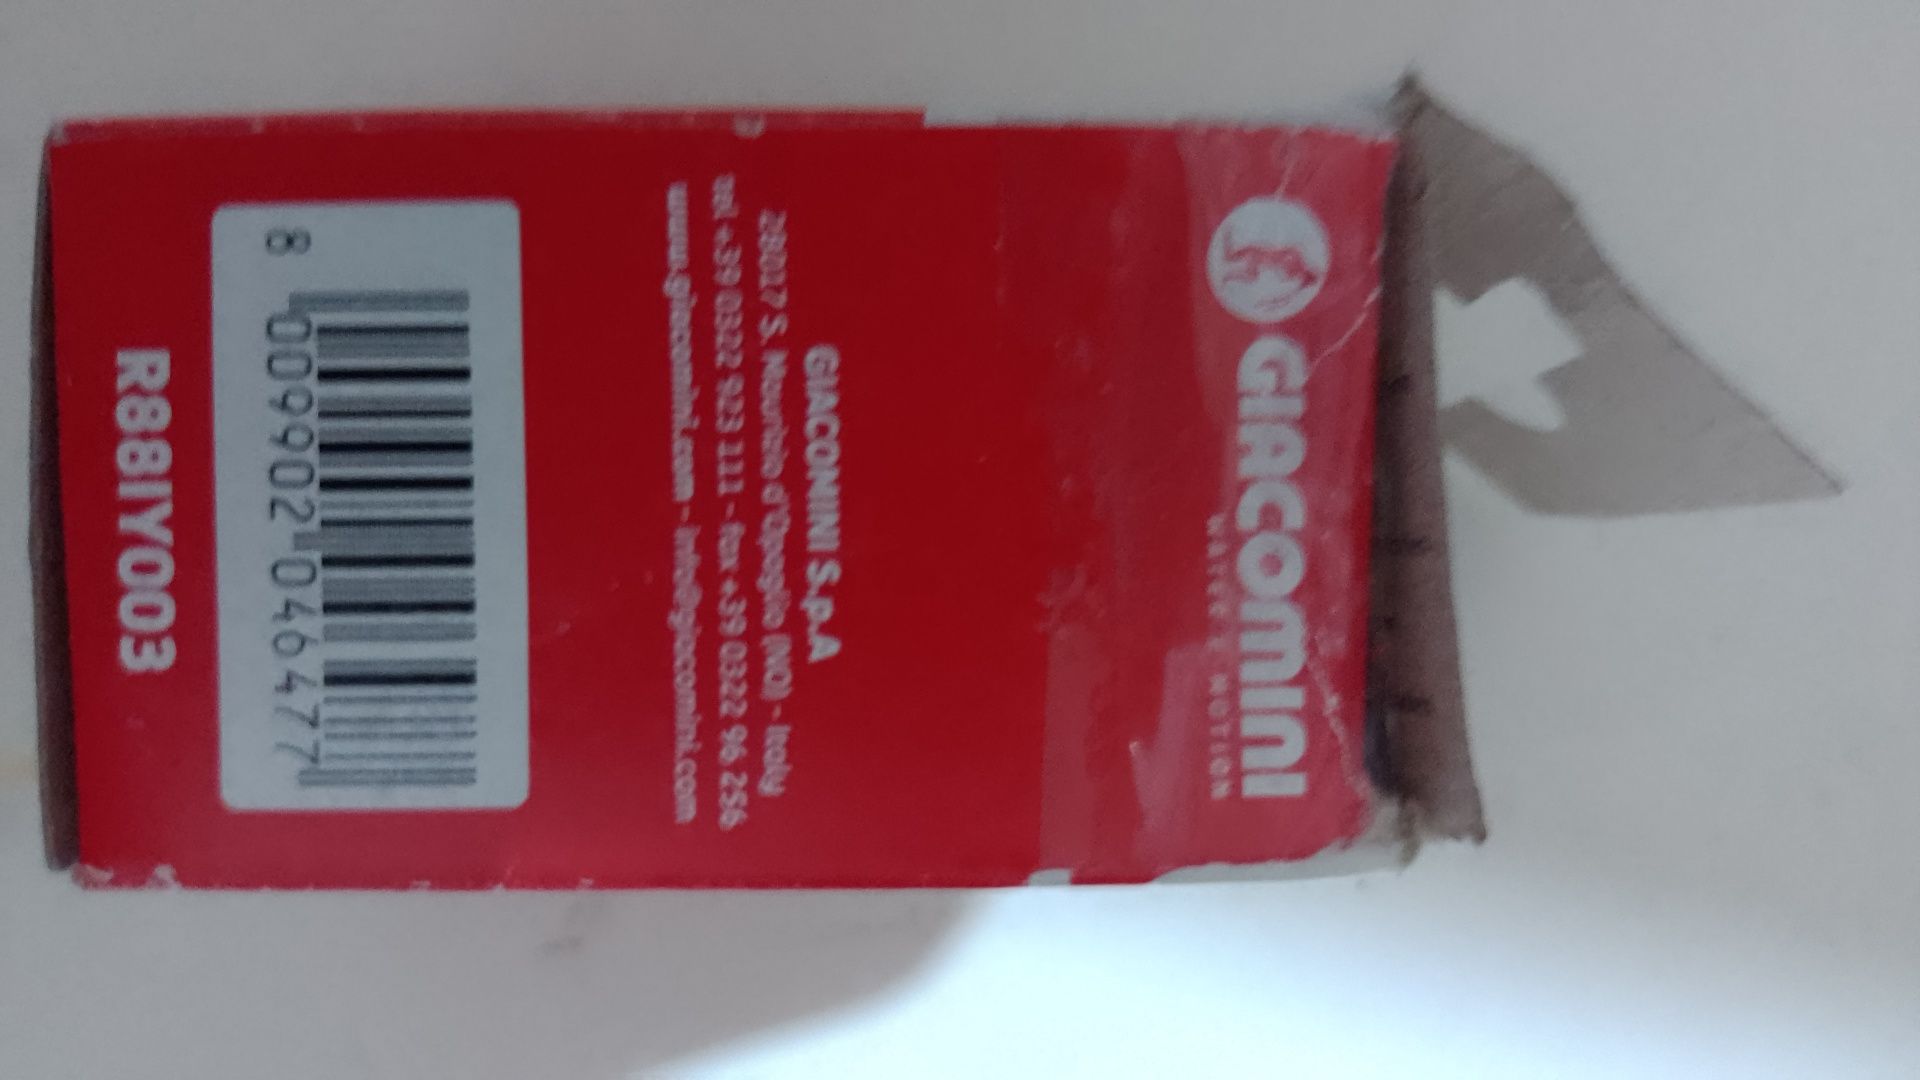 GIACOMINI
WATER E-MOTION
GIACOMINI S.p.A
28017 S. Maurizio d'Opaglio (NO) - Italy
tel +39 0322 923 111 - fax +39 0322 96 256
www.giacomini.com - info@giacomini.com
8 009902 046477
R88IY003